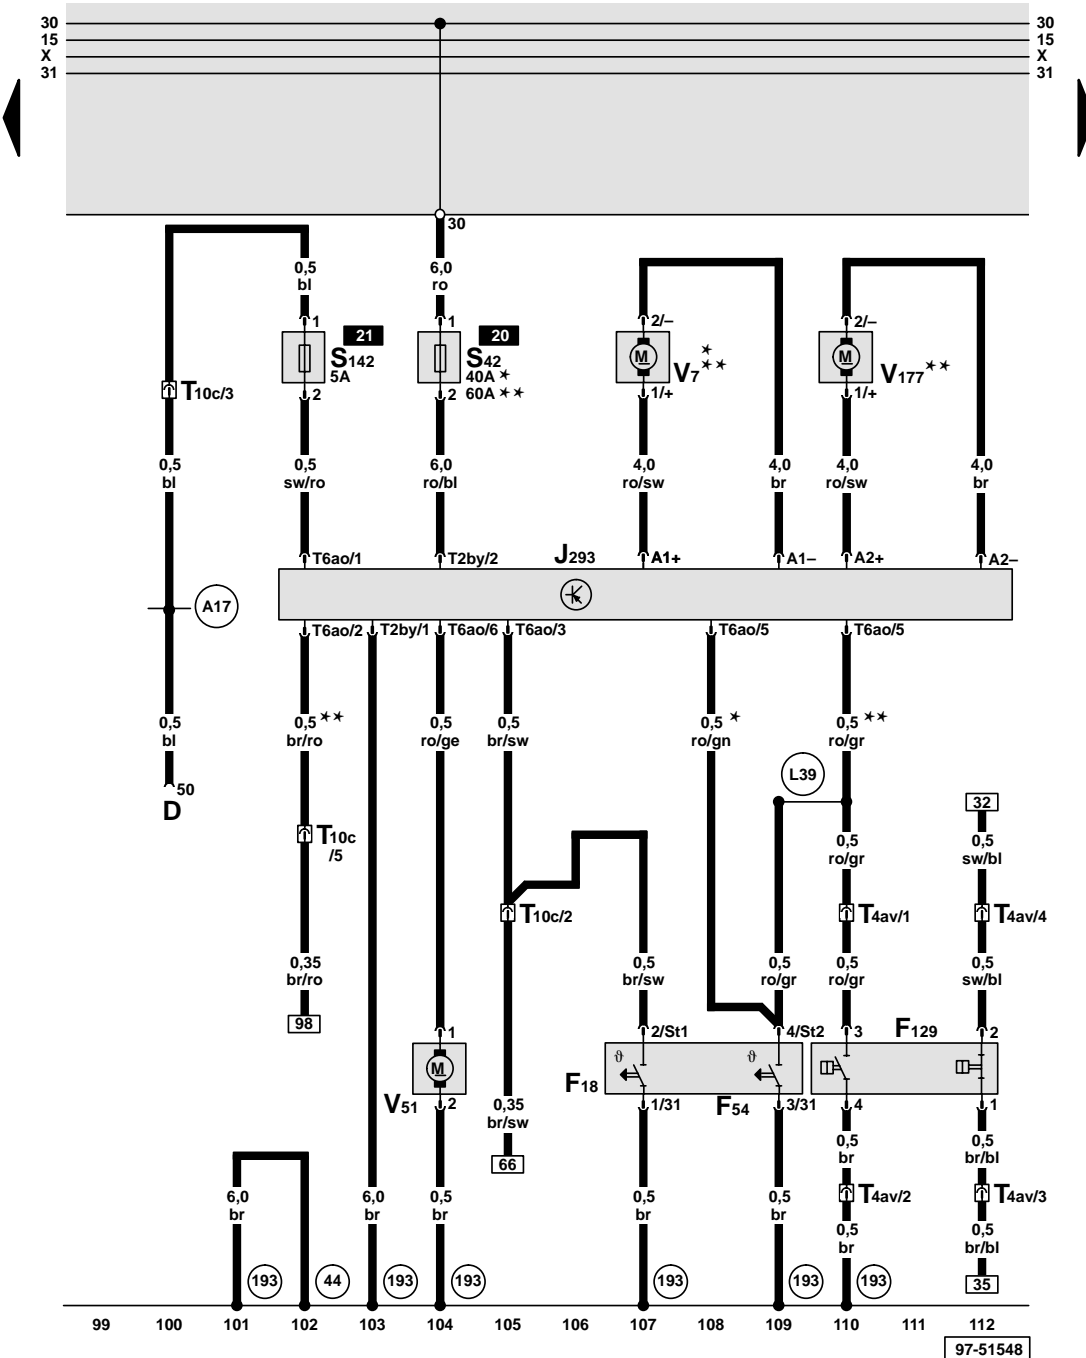 30 30
15 15
X X
31 31
30
0,5 6,0
bl ro
1 21 1 20 2/– 2/–
S142 S42 V7 ★ ★★ V177 ★★
5A 40A ★
2 2 60A ★★ 1/+ 1/+
T10c/3
0,5 0,5 6,0 4,0 4,0 4,0 4,0
bl sw/ro ro/bl ro/sw br ro/sw br
T6ao/1 T2by/2 J293 A1+ A1– A2+ A2–
A17
T6ao/2 T2by/1 T6ao/6 T6ao/3 T6ao/5 T6ao/5
0,5 0,5 ★★ 0,5 0,5 0,5 ★ 0,5 ★★
bl br/ro ro/ge br/sw ro/gn ro/gr
50
D
L39
32
T10c
/5
0,5 0,5
ro/gr sw/bl
T10c/2 T4av/1 T4av/4
0,35 0,5 0,5 0,5 0,5
br/ro br/sw ro/gr ro/gr sw/bl
98
1 2/St1 4/St2 3 F129 2
M ϑ ϑ
F18
V51 2 1/31 F54 3/31 4 1
0,35
br/sw
66
0,5 0,5
br br/bl
T4av/2 T4av/3
6,0 6,0 0,5 0,5 0,5
br br br br br
0,5 0,5
br br/bl
193 44 193 193 193 193 193 35
99 100 101 102 103 104 105 106 107 108 109 110 111 112
97-51548